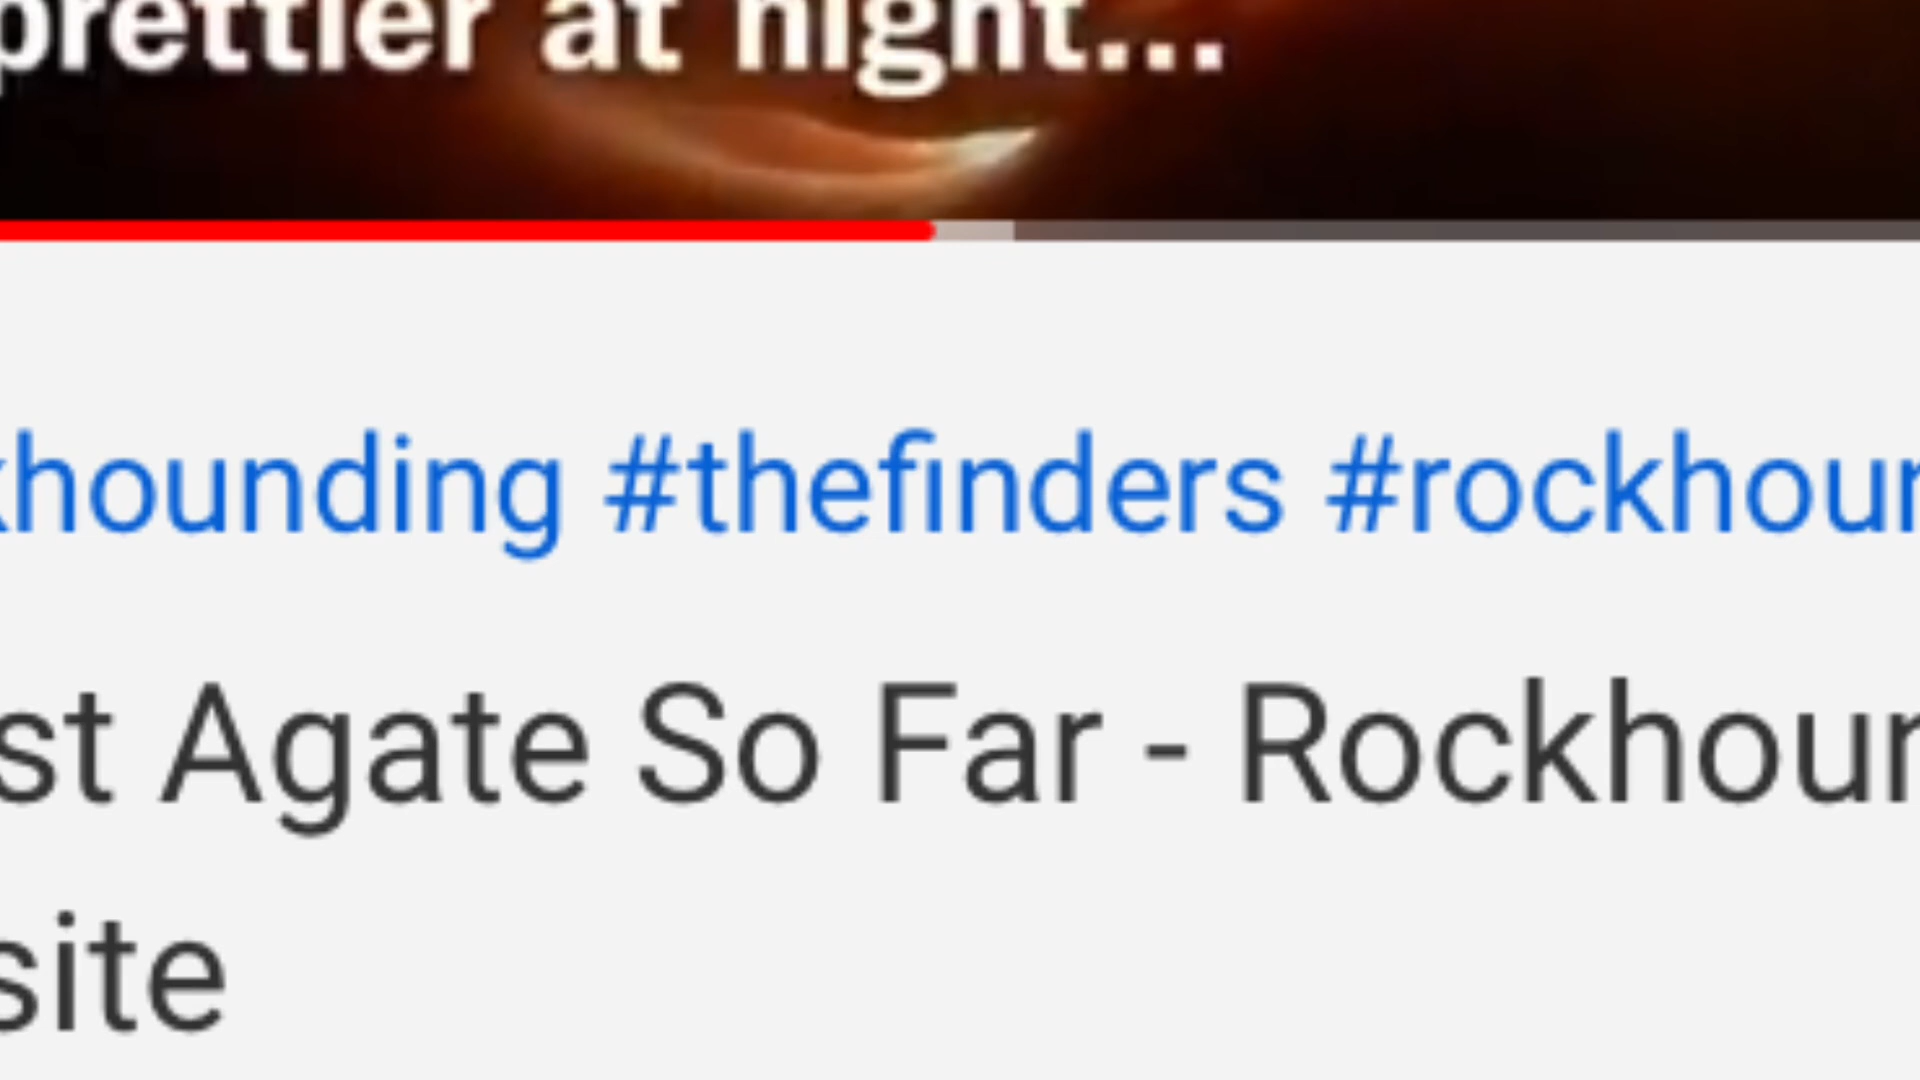 prettier at night...
khounding #thefinders #rockhour
st Agate So Far - Rockhour
site